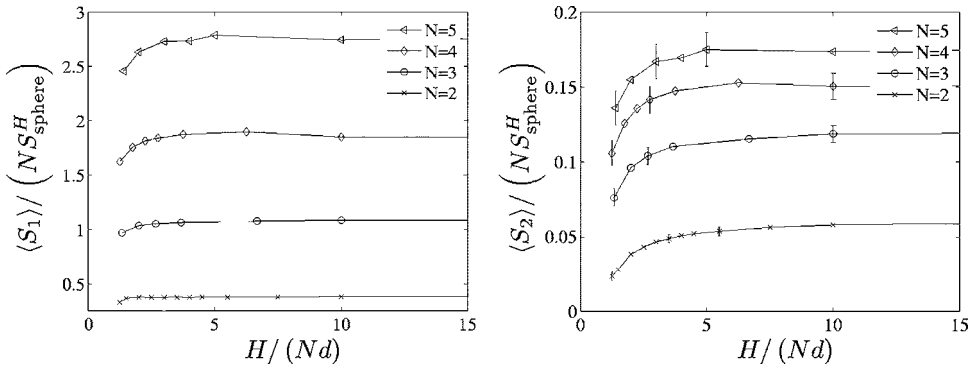 3
2.5
2
1.5
1
0.5
0
5
10
15
N=5
N=4
N=3
N=2
⟨S₁⟩/(NS^H_sphere)
H/(Nd)
0.2
0.15
0.1
0.05
0
0
5
10
15
N=5
N=4
N=3
N=2
⟨S₂⟩/(NS^H_sphere)
H/(Nd)